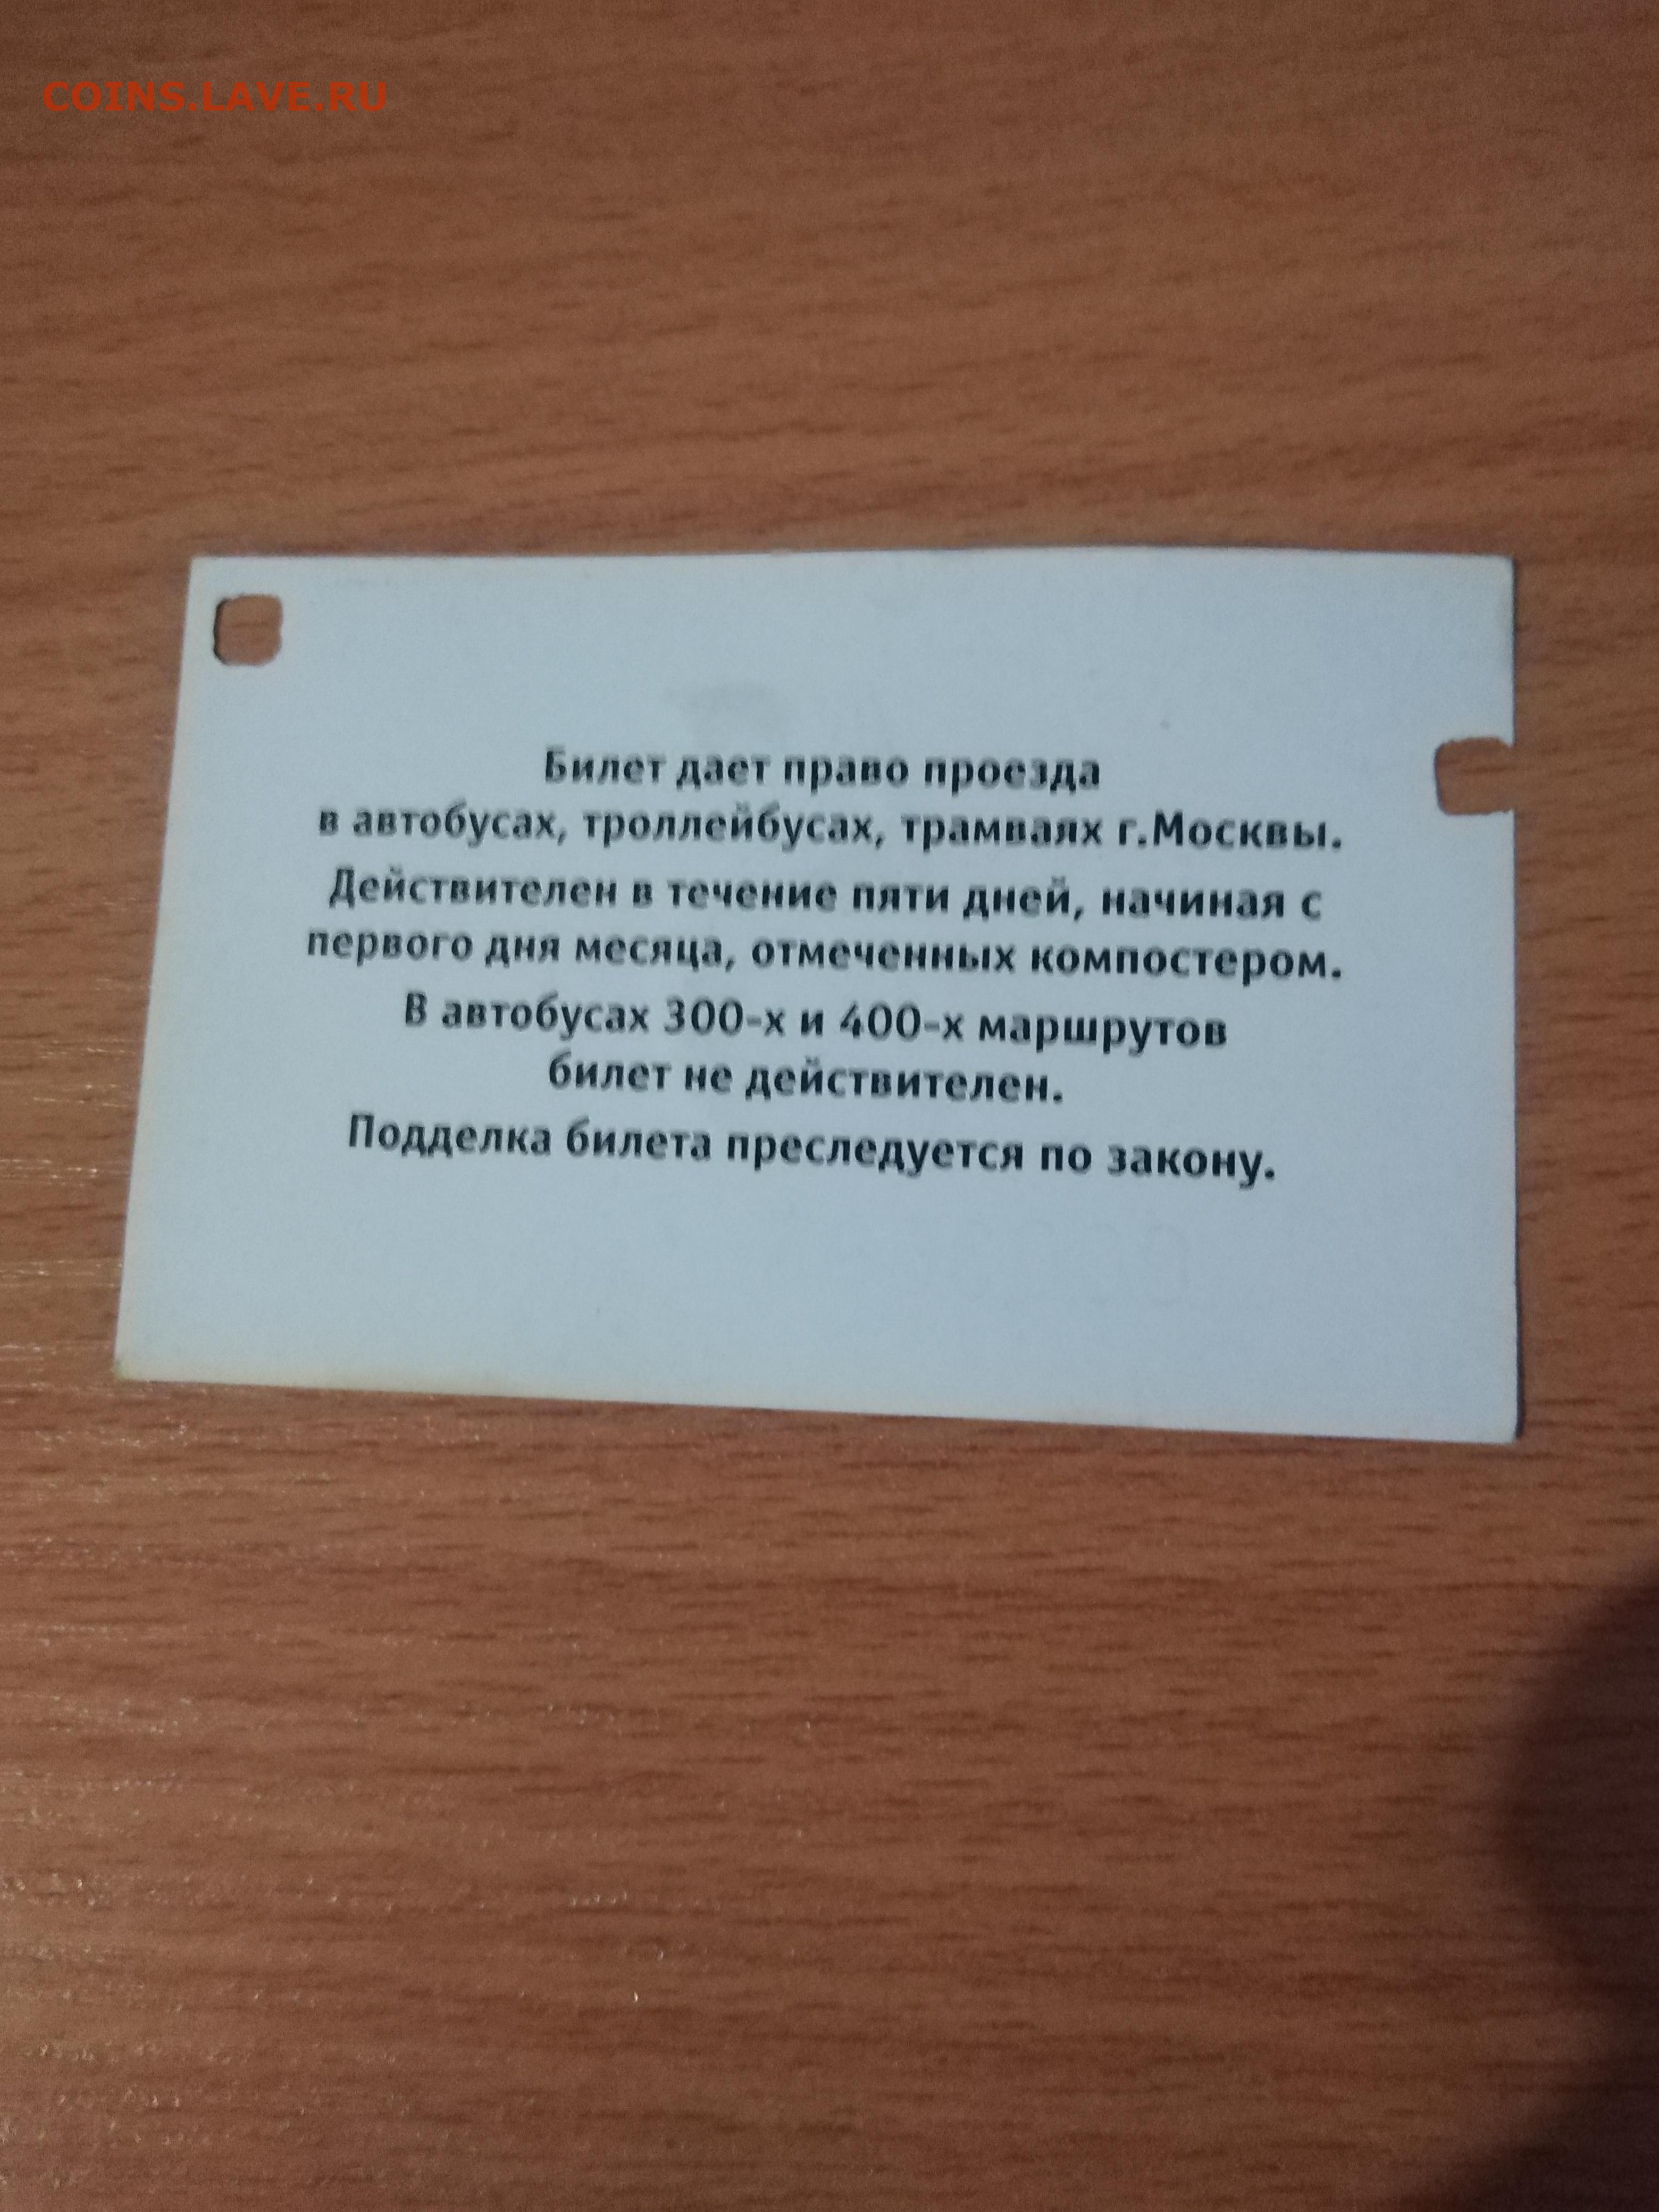 COINS.LAVE.RU
Билет дает право проезда
в автобусах, троллейбусах, трамваях г.Москвы.
Действителен в течение пяти дней, начиная с
первого дня месяца, отмеченных компостером.
В автобусах 300-х и 400-х маршрутов
билет не действителен.
Подделка билета преследуется по закону.